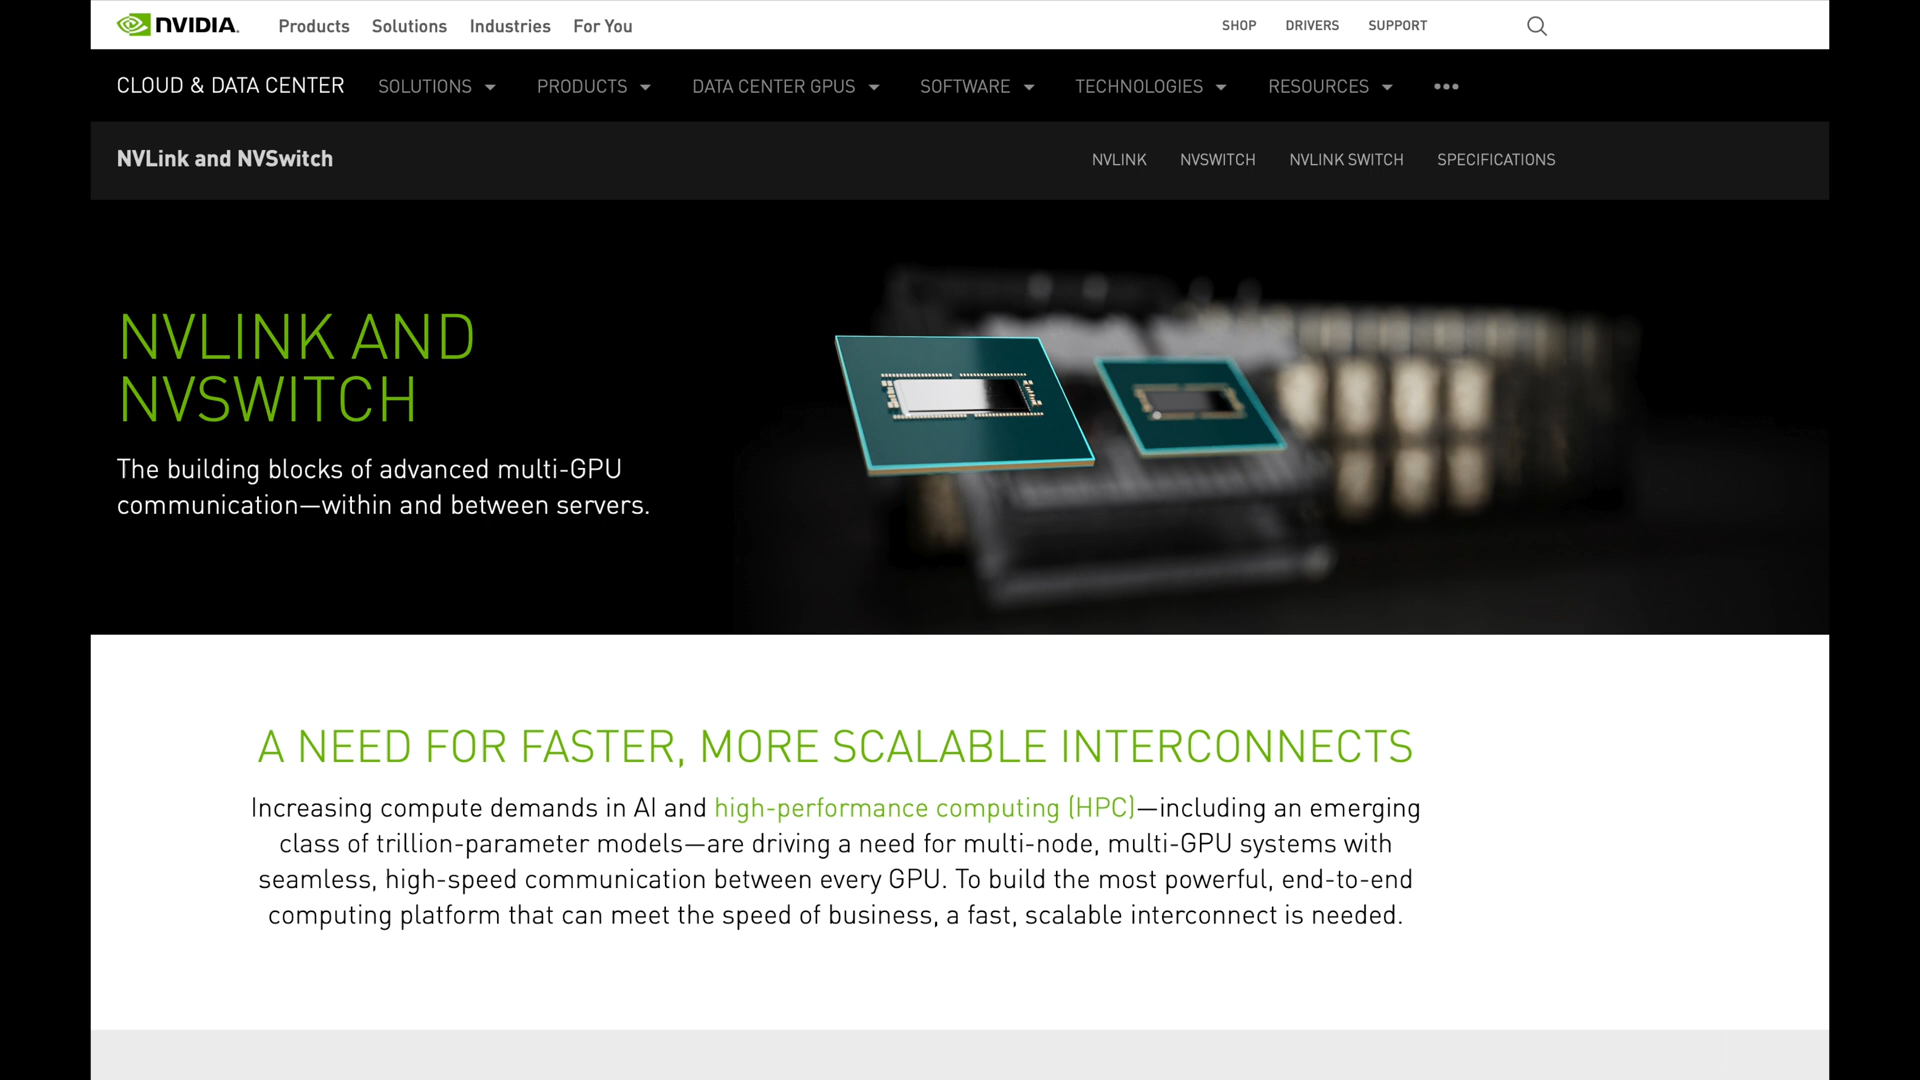 NVIDIA. Products Solutions Industries For You SHOP DRIVERS SUPPORT
CLOUD & DATA CENTER SOLUTIONS PRODUCTS DATA CENTER GPUS SOFTWARE TECHNOLOGIES RESOURCES •••
NVLink and NVSwitch NVLINK NVSWITCH NVLINK SWITCH SPECIFICATIONS
NVLINK AND
NVSWITCH
The building blocks of advanced multi-GPU
communication—within and between servers.
A NEED FOR FASTER, MORE SCALABLE INTERCONNECTS
Increasing compute demands in AI and high-performance computing (HPC)—including an emerging
class of trillion-parameter models—are driving a need for multi-node, multi-GPU systems with
seamless, high-speed communication between every GPU. To build the most powerful, end-to-end
computing platform that can meet the speed of business, a fast, scalable interconnect is needed.